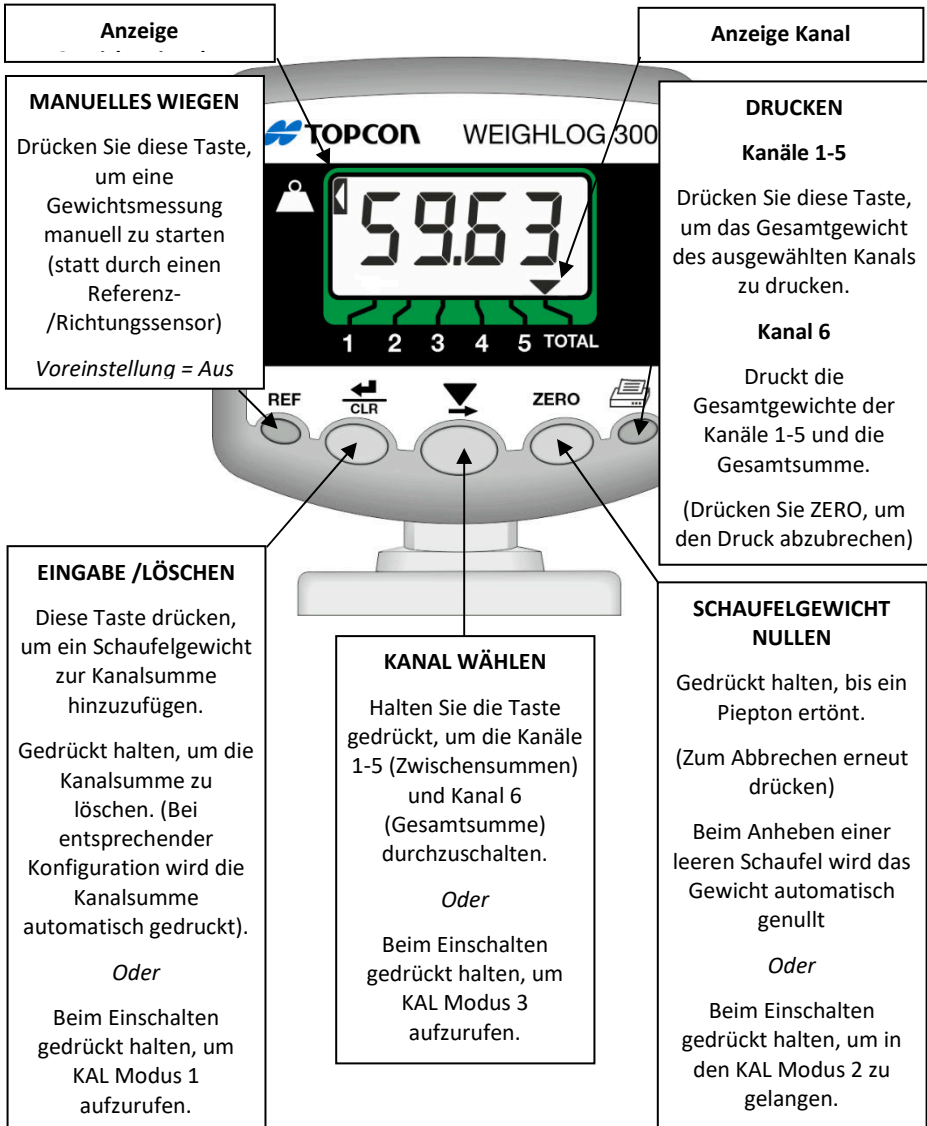 Anzeige
Anzeige Kanal
MANUELLES WIEGEN
Drücken Sie diese Taste,
um eine
Gewichtsmessung
manuell zu starten
(statt durch einen
Referenz-
/Richtungssensor)
Voreinstellung = Aus
TOPCON WEIGHLOG 300
59.63
1 2 3 4 5 TOTAL
REF
CLR
ZERO
DRUCKEN
Kanäle 1-5
Drücken Sie diese Taste,
um das Gesamtgewicht
des ausgewählten Kanals
zu drucken.
Kanal 6
Druckt die
Gesamtgewichte der
Kanäle 1-5 und die
Gesamtsumme.
(Drücken Sie ZERO, um
den Druck abzubrechen)
EINGABE /LÖSCHEN
Diese Taste drücken,
um ein Schaufelgewicht
zur Kanalsumme
hinzuzufügen.
Gedrückt halten, um die
Kanalsumme zu
löschen. (Bei
entsprechender
Konfiguration wird die
Kanalsumme
automatisch gedruckt).
Oder
Beim Einschalten
gedrückt halten, um
KAL Modus 1
aufzurufen.
KANAL WÄHLEN
Halten Sie die Taste
gedrückt, um die Kanäle
1-5 (Zwischensummen)
und Kanal 6
(Gesamtsumme)
durchzuschalten.
Oder
Beim Einschalten
gedrückt halten, um
KAL Modus 3
aufzurufen.
SCHAUFELGEWICHT
NULLEN
Gedrückt halten, bis ein
Piepton ertönt.
(Zum Abbrechen erneut
drücken)
Beim Anheben einer
leeren Schaufel wird das
Gewicht automatisch
genullt
Oder
Beim Einschalten
gedrückt halten, um in
den KAL Modus 2 zu
gelangen.